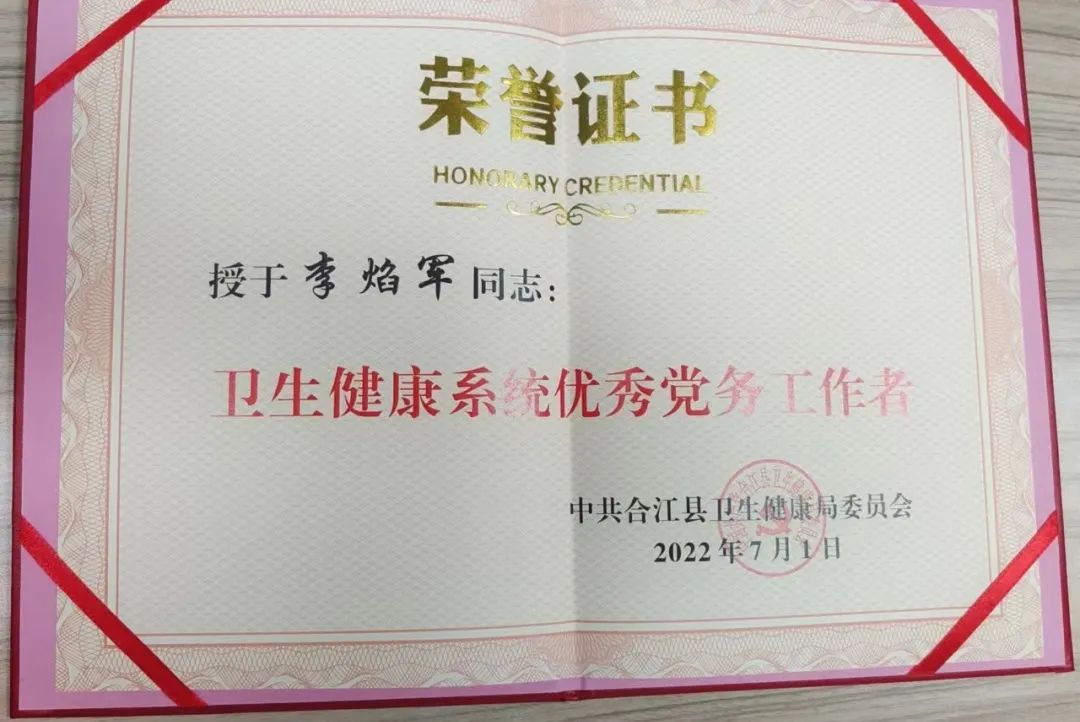 荣誉证书
HONORARY CREDENTIAL
授于李焰军同志：
卫生健康系统优秀党务工作者
中共合江县卫生健康局委员会
2022年7月1日